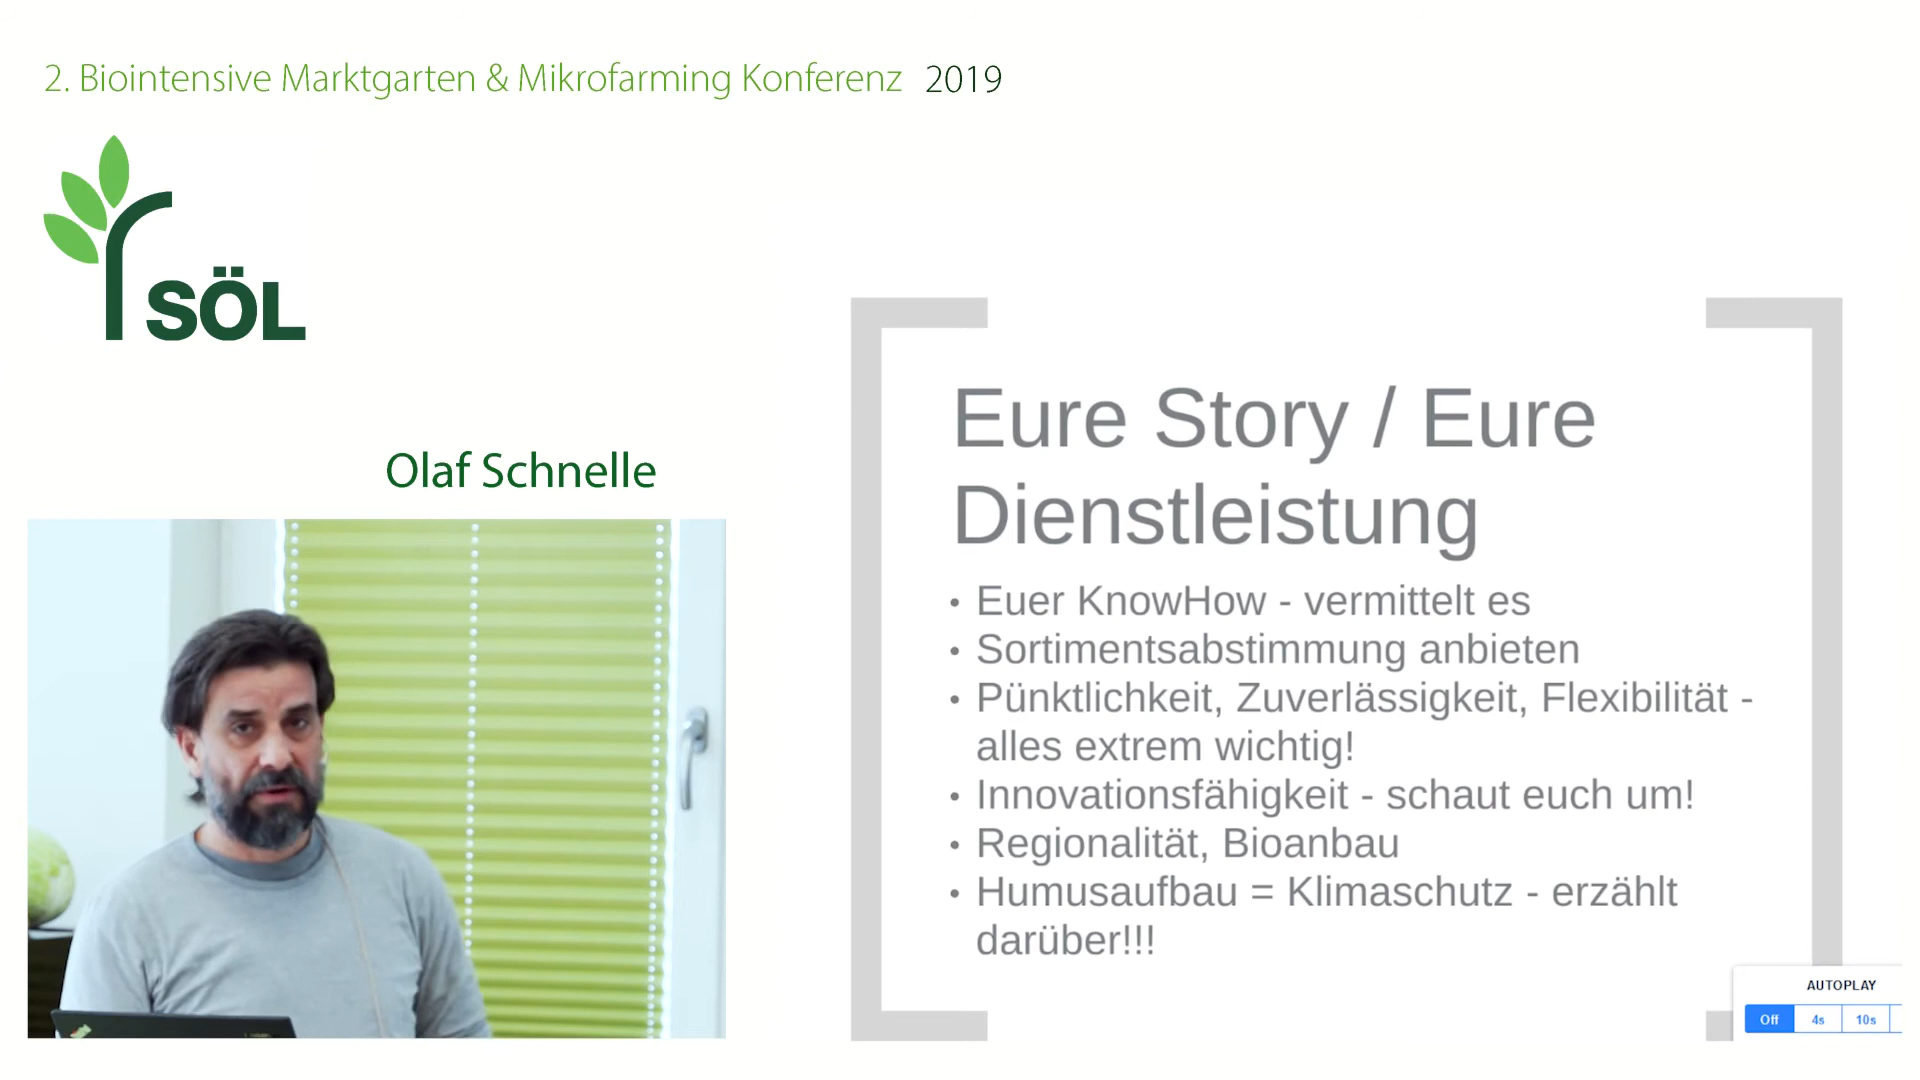 2. Biointensive Marktgarten & Mikrofarming Konferenz 2019
SÖL
Olaf Schnelle
Eure Story / Eure
Dienstleistung
• Euer KnowHow - vermittelt es
• Sortimentsabstimmung anbieten
• Pünktlichkeit, Zuverlässigkeit, Flexibilität -
alles extrem wichtig!
• Innovationsfähigkeit - schaut euch um!
• Regionalität, Bioanbau
• Humusaufbau = Klimaschutz - erzählt
darüber!!!
AUTOPLAY
Off 4s 10s